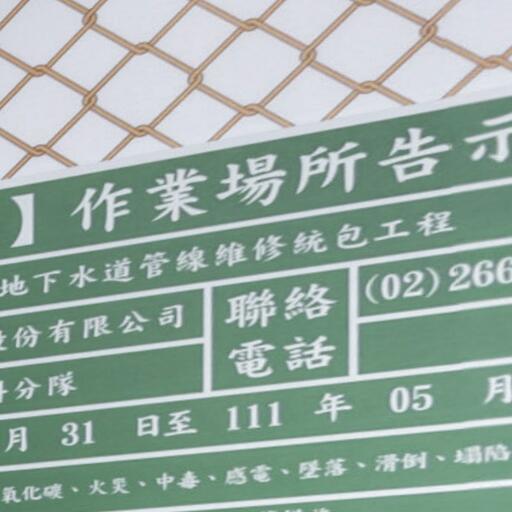 】作業場所告示
地下水道管線維修統包工程
份有限公司
聯絡電話
(02)266
分隊
月 31 日至 111 年 05 月
氧化碳、火災、中毒、感電、墜落、滑倒、塌陷